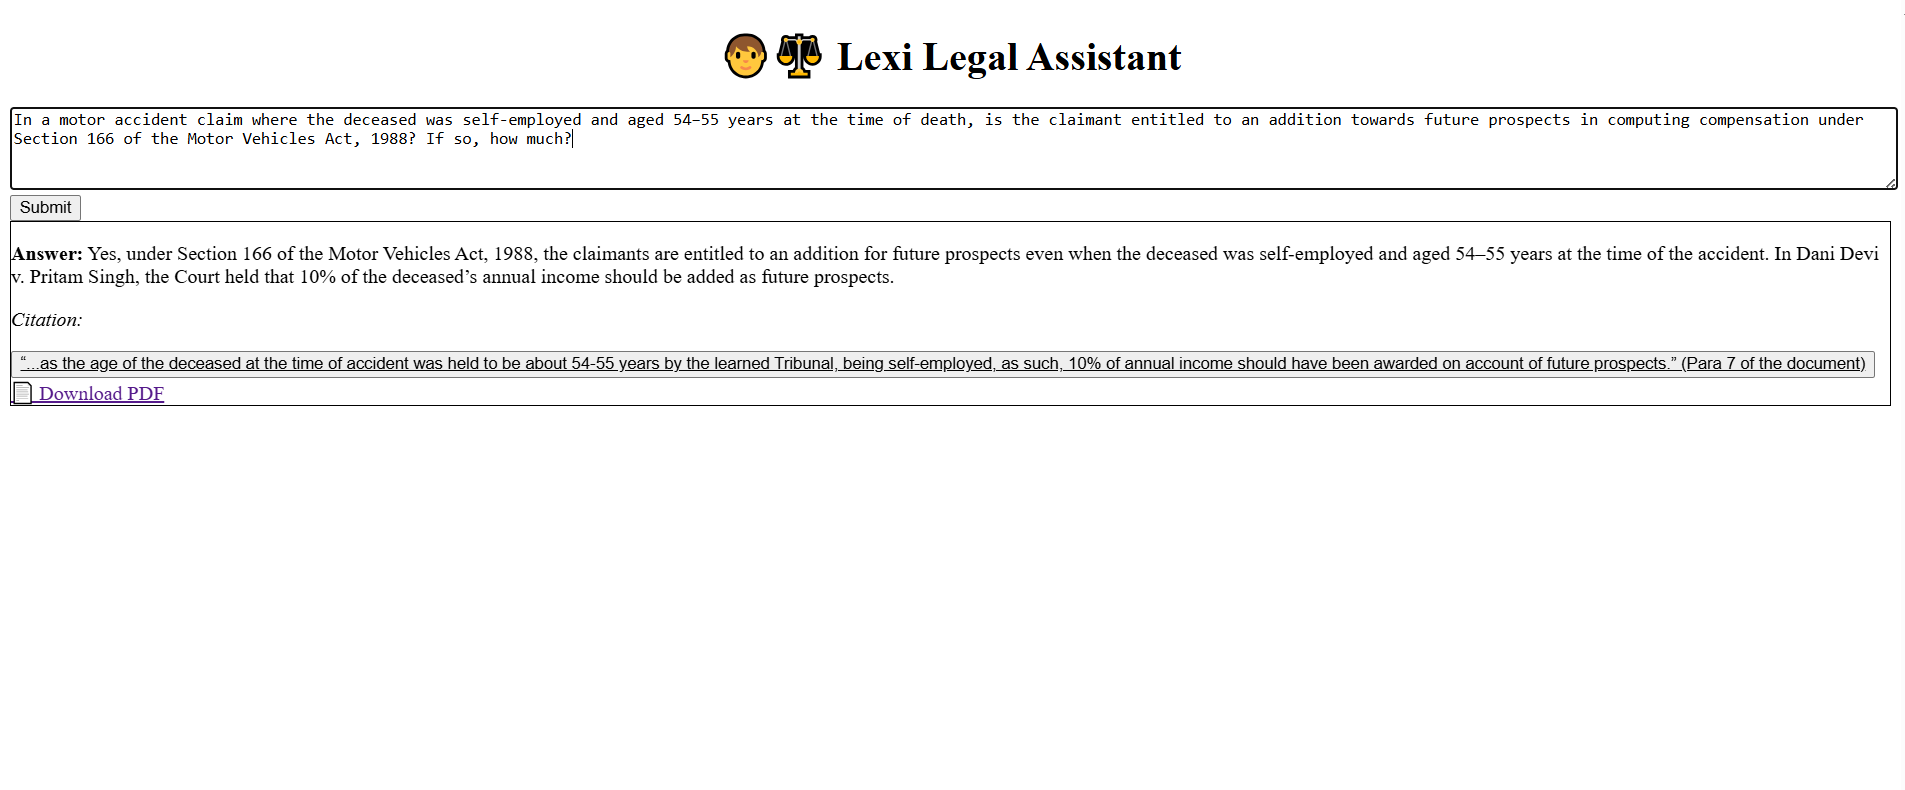 Lexi Legal Assistant
In a motor accident claim where the deceased was self-employed and aged 54–55 years at the time of death, is the claimant entitled to an addition towards future prospects in computing compensation under
Section 166 of the Motor Vehicles Act, 1988? If so, how much?
Submit
Answer: Yes, under Section 166 of the Motor Vehicles Act, 1988, the claimants are entitled to an addition for future prospects even when the deceased was self-employed and aged 54–55 years at the time of the accident. In Dani Devi
v. Pritam Singh, the Court held that 10% of the deceased’s annual income should be added as future prospects.
Citation:
“...as the age of the deceased at the time of accident was held to be about 54-55 years by the learned Tribunal, being self-employed, as such, 10% of annual income should have been awarded on account of future prospects.” (Para 7 of the document)
Download PDF